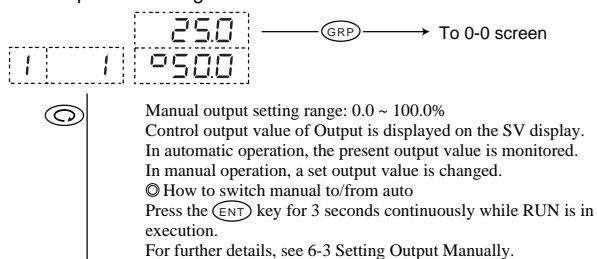 25.0 GRP To 0-0 screen
1 1 o50.0
Manual output setting range: 0.0 ~ 100.0%
Control output value of Output is displayed on the SV display.
In automatic operation, the present output value is monitored.
In manual operation, a set output value is changed.
◎ How to switch manual to/from auto
Press the ENT key for 3 seconds continuously while RUN is in
execution.
For further details, see 6-3 Setting Output Manually.